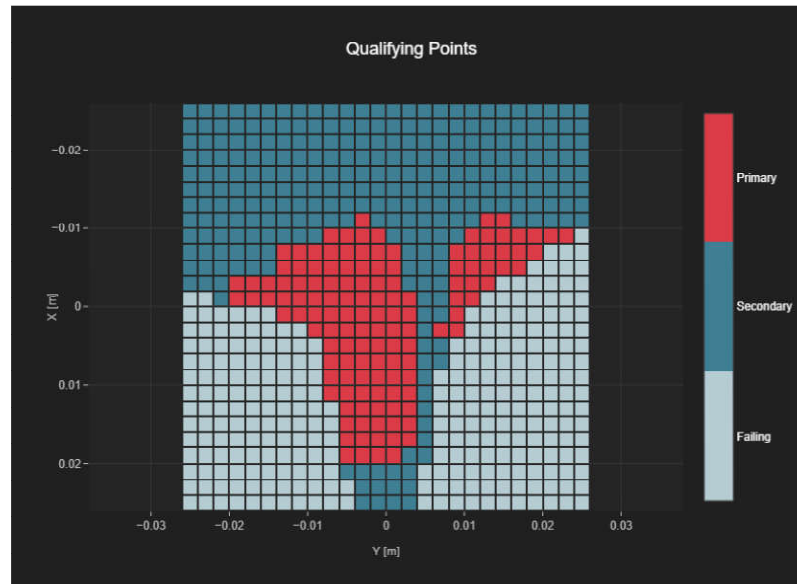 Qualifying Points
Primary
Secondary
Failing
−0.02
−0.01
0
0.01
0.02
X [m]
−0.03
−0.02
−0.01
0
0.01
0.02
0.03
Y [m]